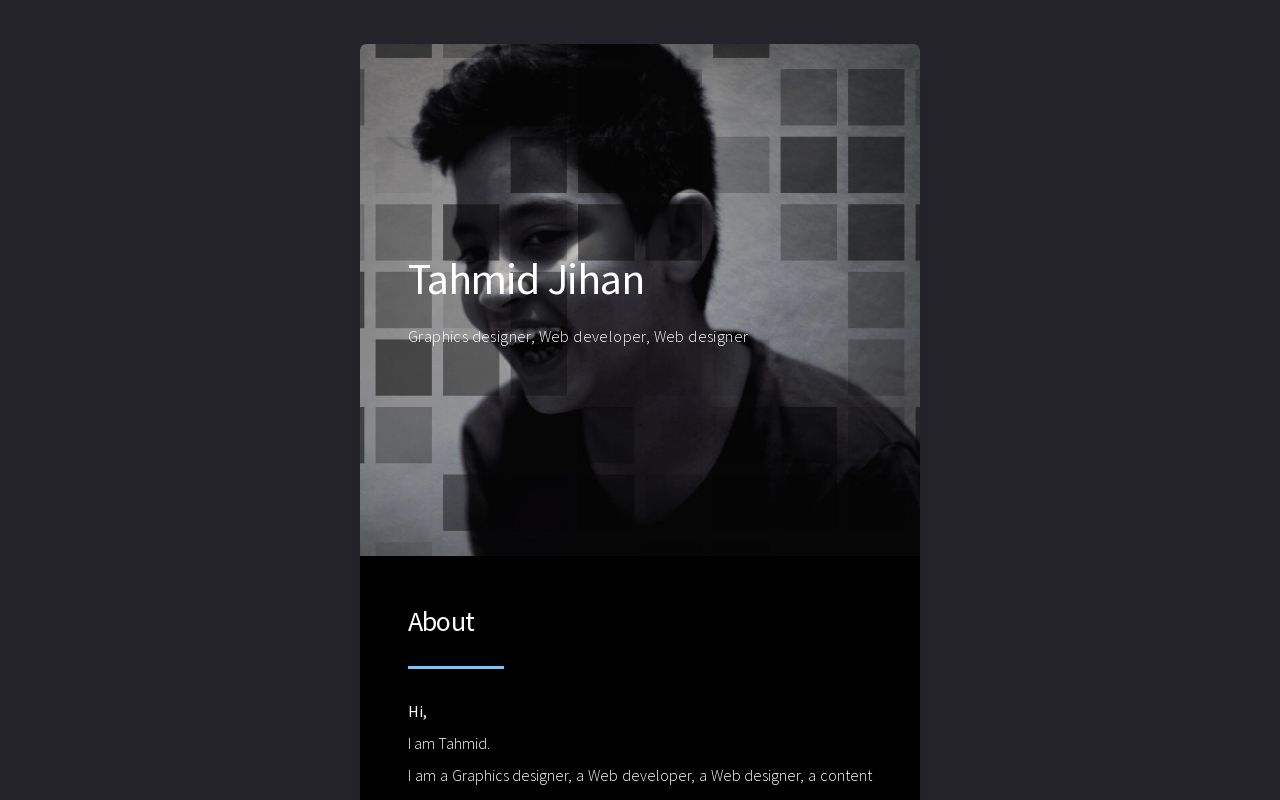 Tahmid Jihan
Graphics designer, Web developer, Web designer
About
Hi,
I am Tahmid.
I am a Graphics designer, a Web developer, a Web designer, a content